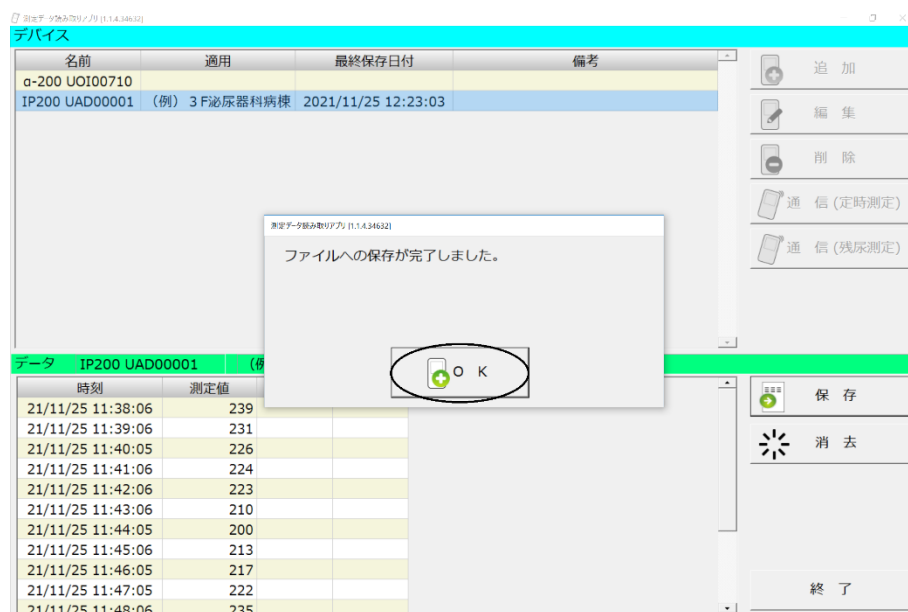 測定データ読み取りアプリ (1.1.4.34632)
デバイス
名前 適用 最終保存日付 備考
α-200 UOI00710
IP200 UAD00001 （例）３F泌尿器科病棟 2021/11/25 12:23:03
追 加
編 集
削 除
通 信 (定時測定)
通 信 (残尿測定)
測定データ読み取りアプリ (1.1.4.34632)
ファイルへの保存が完了しました。
O K
データ IP200 UAD00001
時刻 測定値
21/11/25 11:38:06 239
21/11/25 11:39:06 231
21/11/25 11:40:05 226
21/11/25 11:41:06 224
21/11/25 11:42:06 223
21/11/25 11:43:06 210
21/11/25 11:44:05 200
21/11/25 11:45:06 213
21/11/25 11:46:05 217
21/11/25 11:47:05 222
21/11/25 11:48:06 235
保 存
消 去
終 了